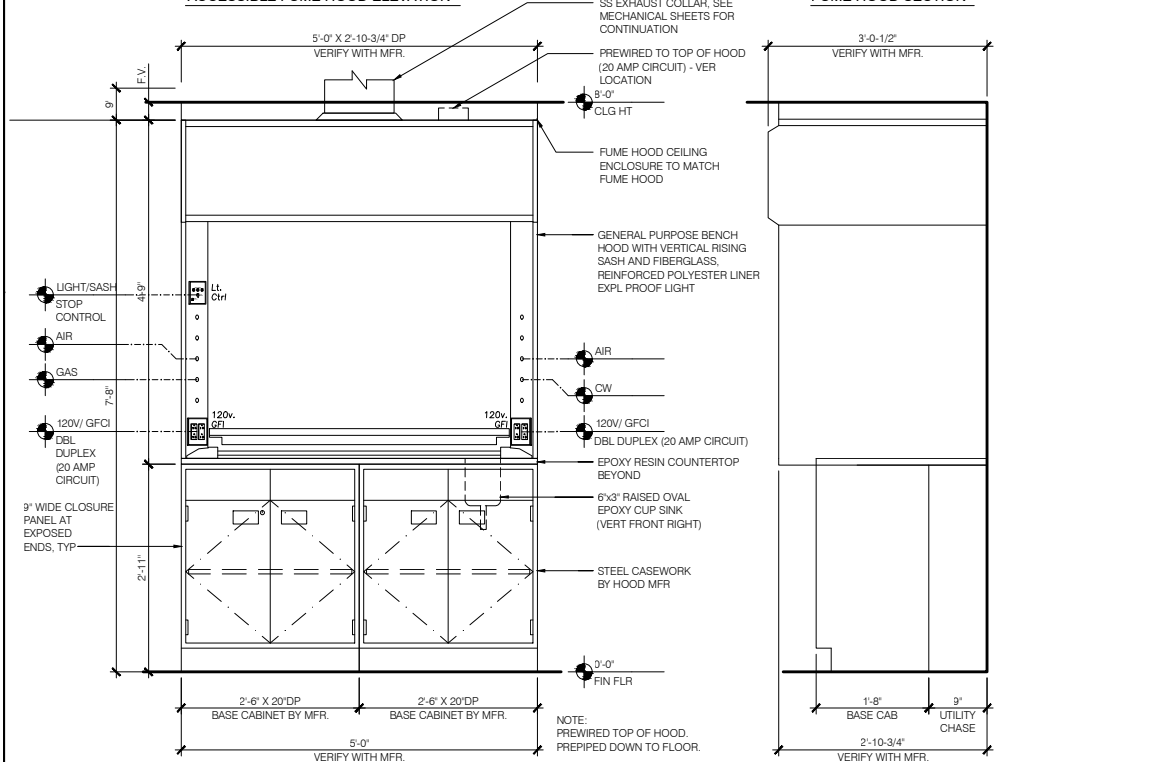 ACCESSIBLE FUME HOOD ELEVATION
FUME HOOD SECTION
SS EXHAUST COLLAR, SEE
MECHANICAL SHEETS FOR
CONTINUATION
5'-0" X 2'-10-3/4" DP
VERIFY WITH MFR.
3'-0-1/2"
VERIFY WITH MFR.
PREWIRED TO TOP OF HOOD
(20 AMP CIRCUIT) - VER
LOCATION
F.V.
9"
8'-0"
CLG HT
FUME HOOD CEILING
ENCLOSURE TO MATCH
FUME HOOD
GENERAL PURPOSE BENCH
HOOD WITH VERTICAL RISING
SASH AND FIBERGLASS,
REINFORCED POLYESTER LINER
EXPL PROOF LIGHT
LIGHT/SASH
STOP
CONTROL
4'-9"
Lt.
Ctrl
AIR
AIR
GAS
CW
7'-8"
120v.
GFI
120v.
GFI
120V/ GFCI
DBL
DUPLEX
(20 AMP
CIRCUIT)
120V/ GFCI
DBL DUPLEX (20 AMP CIRCUIT)
EPOXY RESIN COUNTERTOP
BEYOND
6"x3" RAISED OVAL
EPOXY CUP SINK
(VERT FRONT RIGHT)
9" WIDE CLOSURE
PANEL AT
EXPOSED
ENDS, TYP
2'-11"
STEEL CASEWORK
BY HOOD MFR
0'-0"
FIN FLR
2'-6" X 20"DP
BASE CABINET BY MFR.
2'-6" X 20"DP
BASE CABINET BY MFR.
1'-8"
BASE CAB
9"
UTILITY
CHASE
NOTE:
PREWIRED TOP OF HOOD.
PREPIPED DOWN TO FLOOR.
5'-0"
VERIFY WITH MFR.
2'-10-3/4"
VERIFY WITH MFR.